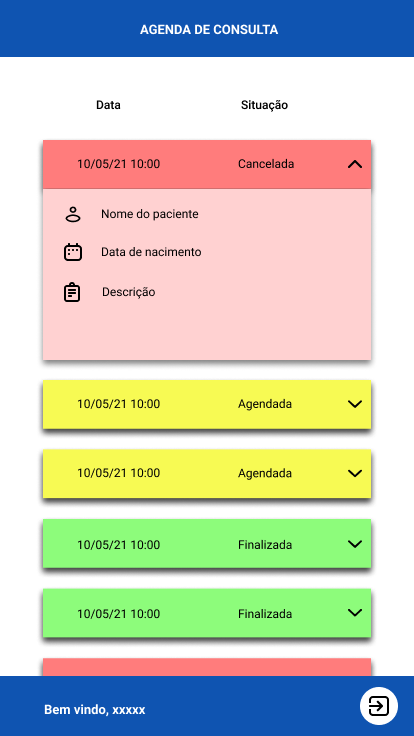 AGENDA DE CONSULTA
Data Situação
10/05/21 10:00 Cancelada
Nome do paciente
Data de nacimento
Descrição
10/05/21 10:00 Agendada
10/05/21 10:00 Agendada
10/05/21 10:00 Finalizada
10/05/21 10:00 Finalizada
Bem vindo, xxxxx